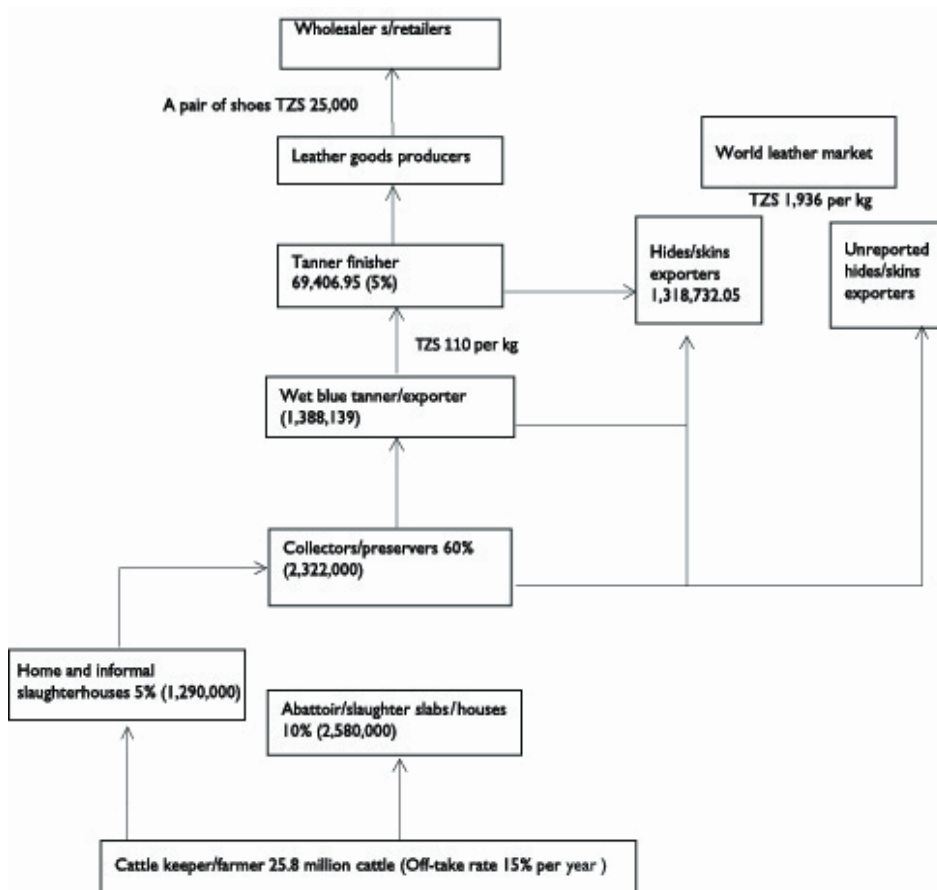 Wholesaler s/retailers
A pair of shoes TZS 25,000
Leather goods producers
World leather market
TZS 1,936 per kg
Tanner finisher
69,406.95 (5%)
Hides/skins
exporters
1,318,732.05
Unreported
hides/skins
exporters
TZS 110 per kg
Wet blue tanner/exporter
(1,388,139)
Collectors/preservers 60%
(2,322,000)
Home and informal
slaughterhouses 5% (1,290,000)
Abattoir/slaughter slabs/houses
10% (2,580,000)
Cattle keeper/farmer 25.8 million cattle (Off-take rate 15% per year )